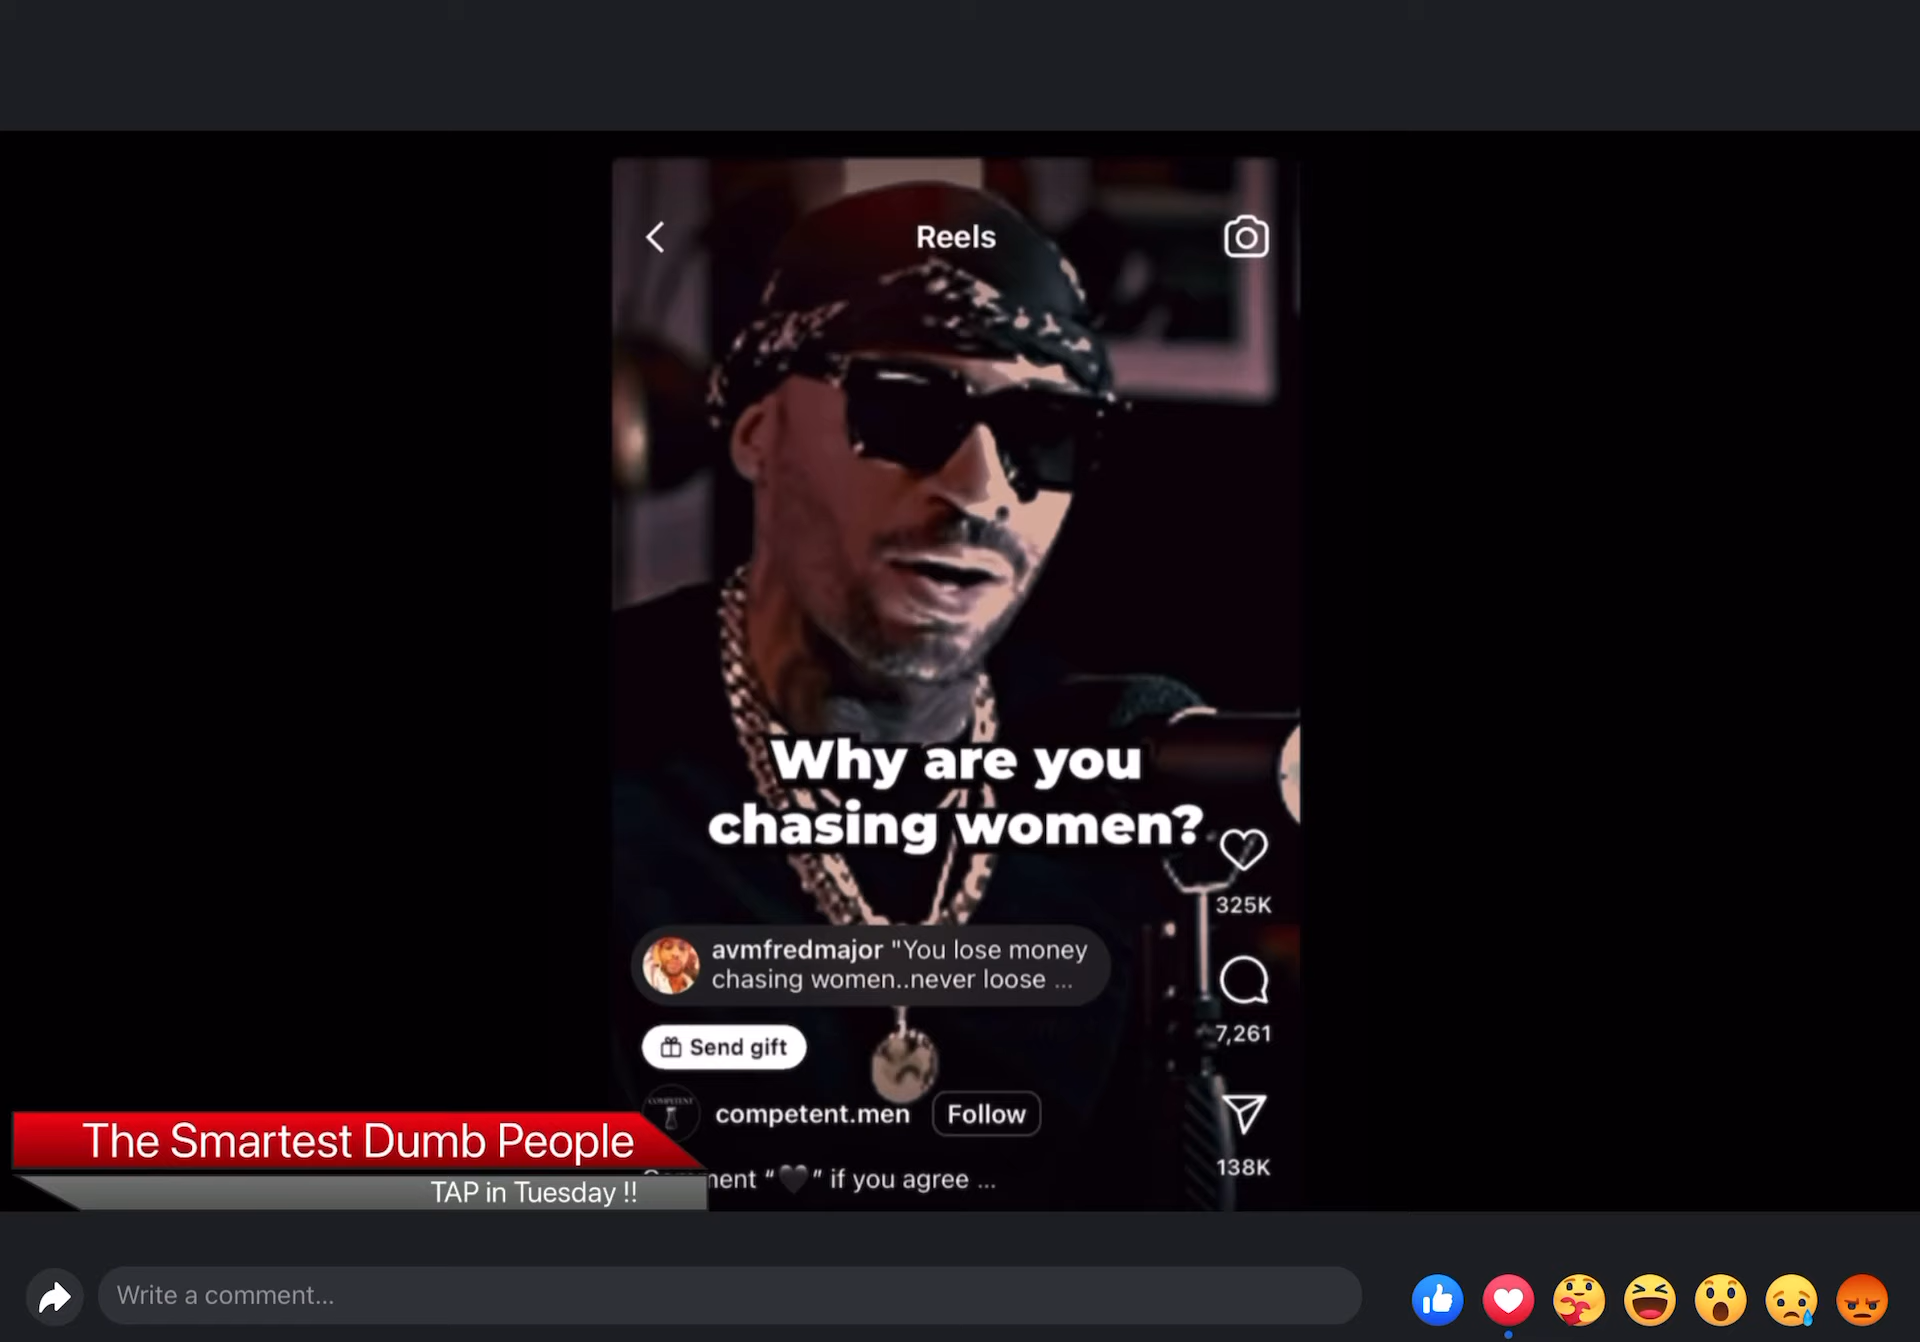 Reels
Why are you
chasing women?
325K
avmfredmajor "You lose money
chasing women..never loose ...
7,261
Send gift
COMPETENT
competent.men
Follow
The Smartest Dumb People
138K
ment “🖤” if you agree ...
TAP in Tuesday !!
Write a comment...